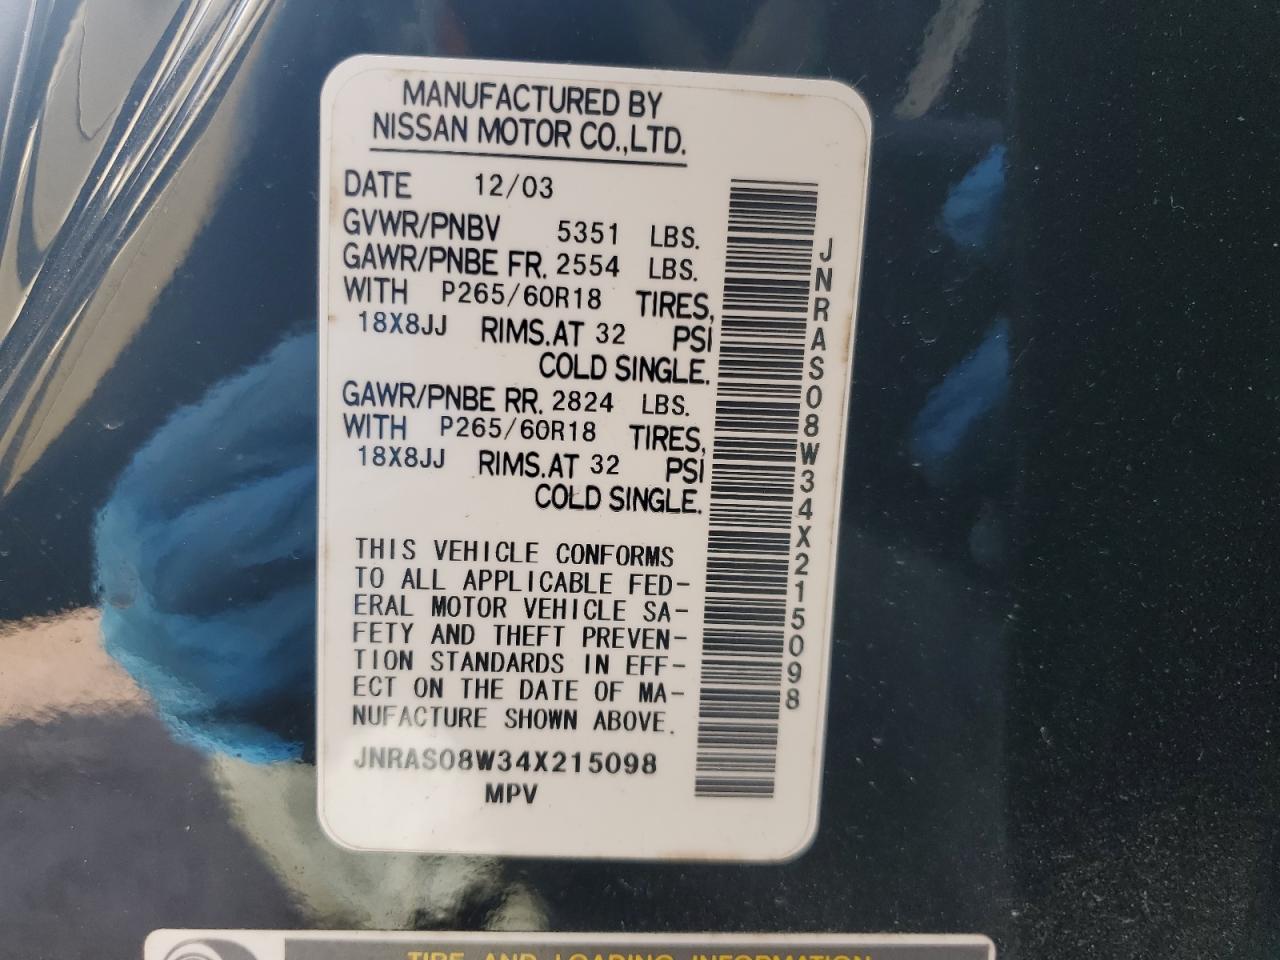 MANUFACTURED BY
NISSAN MOTOR CO.,LTD.
DATE 12/03
GVWR/PNBV 5351 LBS.
GAWR/PNBE FR. 2554 LBS.
WITH P265/60R18 TIRES,
18X8JJ RIMS.AT 32 PSI
COLD SINGLE.
GAWR/PNBE RR. 2824 LBS.
WITH P265/60R18 TIRES,
18X8JJ RIMS.AT 32 PSI
COLD SINGLE.
THIS VEHICLE CONFORMS
TO ALL APPLICABLE FED-
ERAL MOTOR VEHICLE SA-
FETY AND THEFT PREVEN-
TION STANDARDS IN EFF-
ECT ON THE DATE OF MA-
NUFACTURE SHOWN ABOVE.
JNRAS08W34X215098
MPV
JNRAS08W34X215098
TIRE AND LOADING INFORMATION